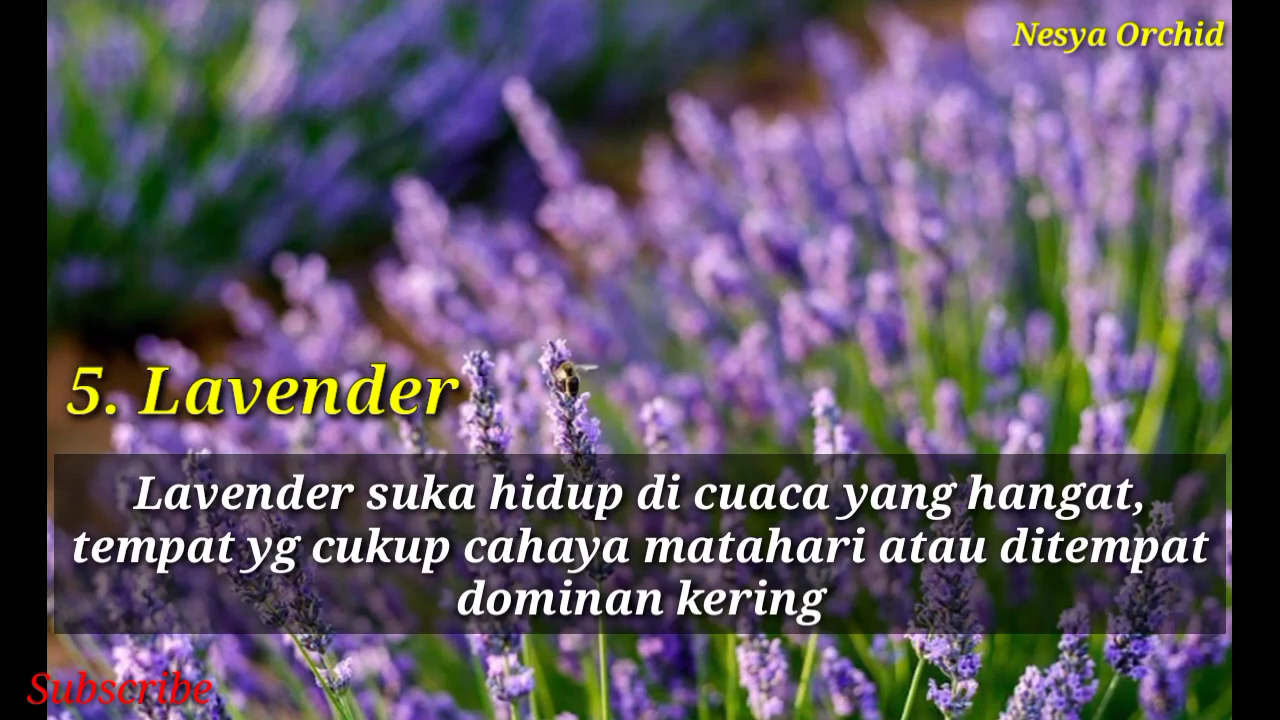 Nesya Orchid
5. Lavender
Lavender suka hidup di cuaca yang hangat,
tempat yg cukup cahaya matahari atau ditempat
dominan kering
Subscribe